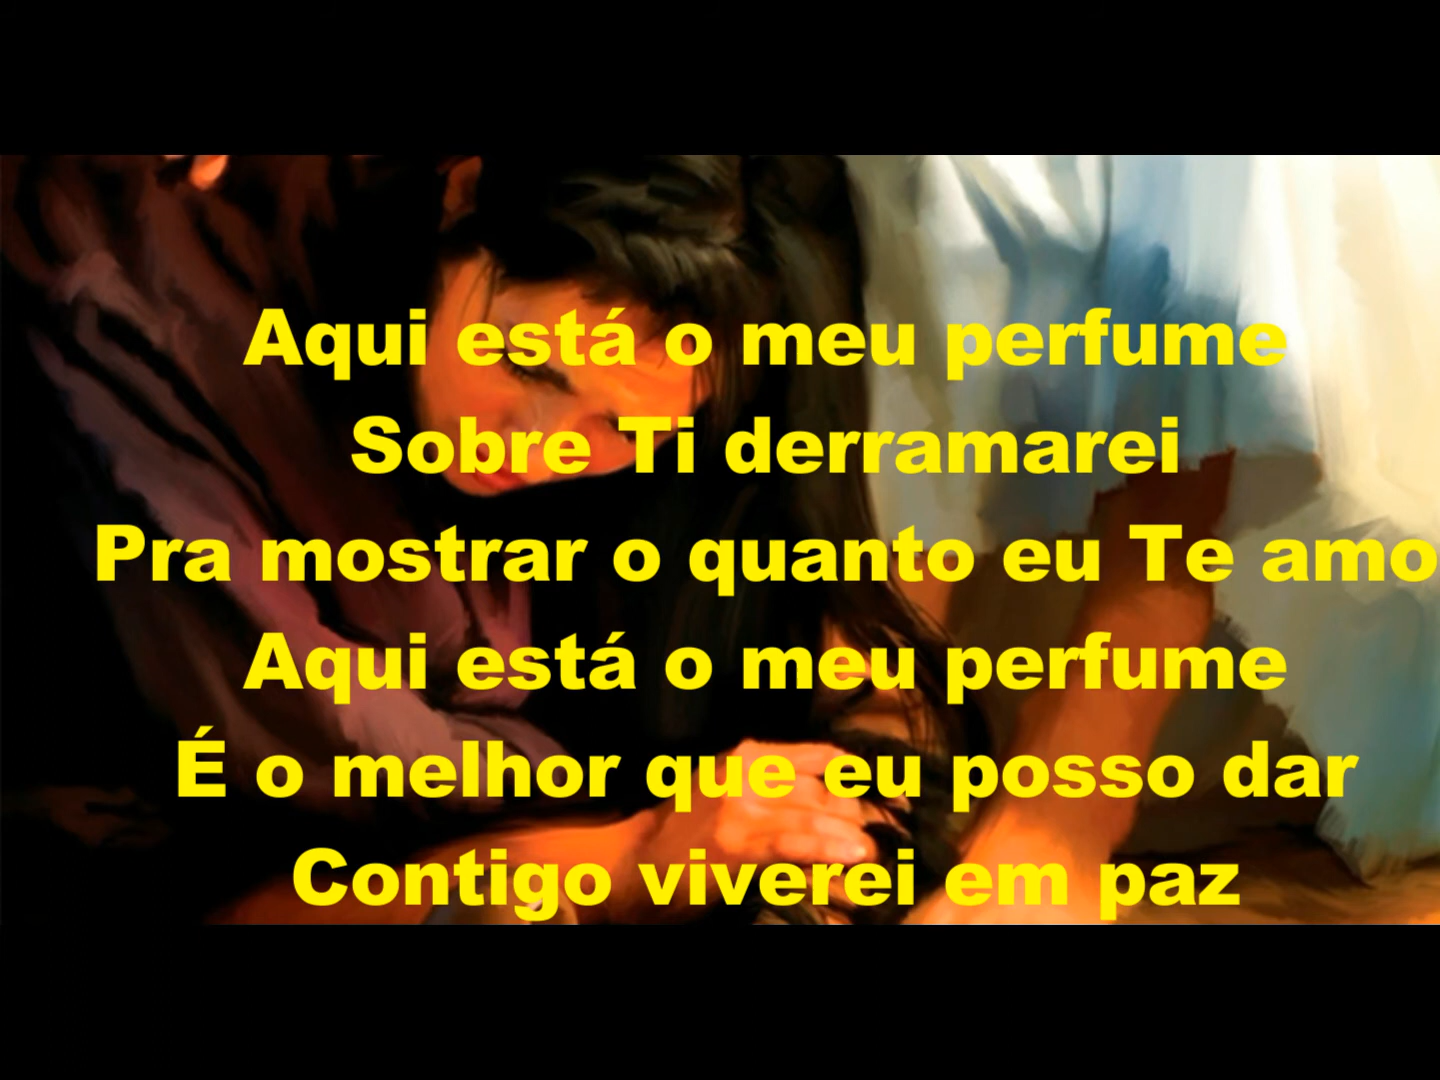 Aqui está o meu perfume
Sobre Ti derramarei
Pra mostrar o quanto eu Te amo
Aqui está o meu perfume
É o melhor que eu posso dar
Contigo viverei em paz